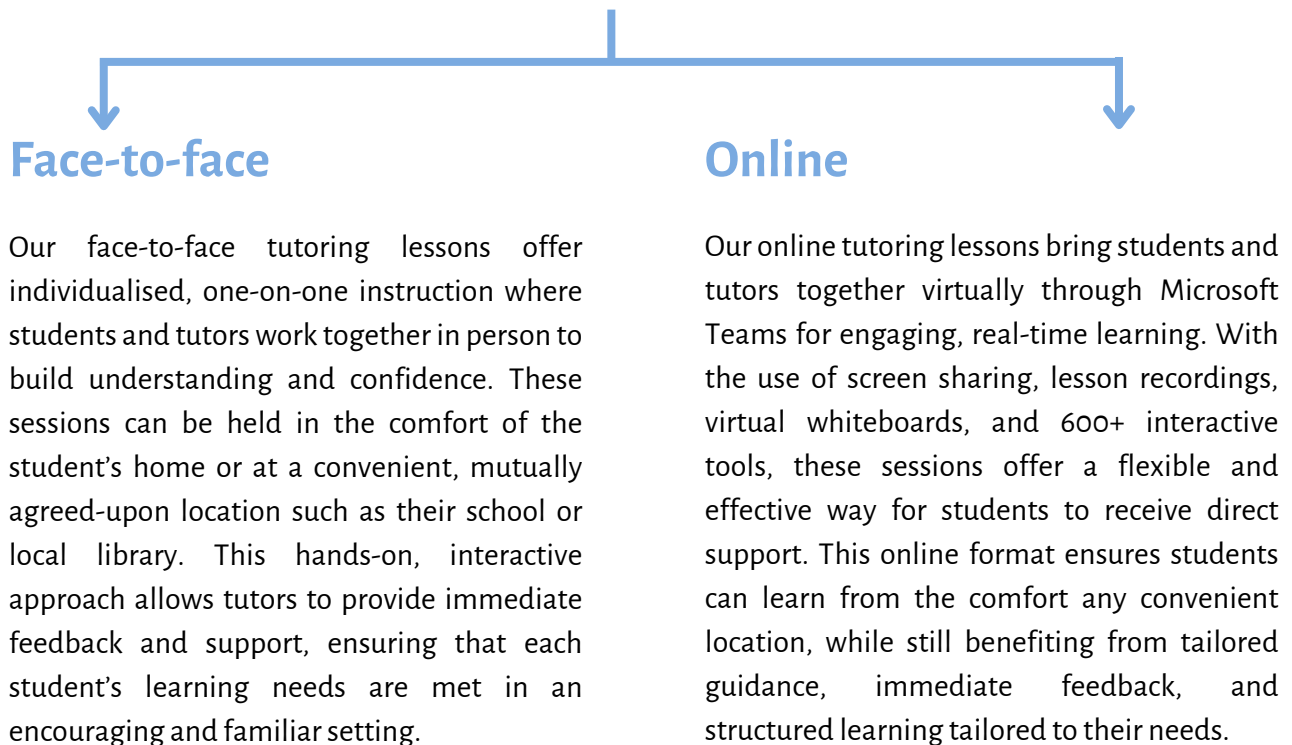 Face-to-face
Our face-to-face tutoring lessons offer
individualised, one-on-one instruction where
students and tutors work together in person to
build understanding and confidence. These
sessions can be held in the comfort of the
student’s home or at a convenient, mutually
agreed-upon location such as their school or
local library. This hands-on, interactive
approach allows tutors to provide immediate
feedback and support, ensuring that each
student’s learning needs are met in an
encouraging and familiar setting.
Online
Our online tutoring lessons bring students and
tutors together virtually through Microsoft
Teams for engaging, real-time learning. With
the use of screen sharing, lesson recordings,
virtual whiteboards, and 600+ interactive
tools, these sessions offer a flexible and
effective way for students to receive direct
support. This online format ensures students
can learn from the comfort any convenient
location, while still benefiting from tailored
guidance, immediate feedback, and
structured learning tailored to their needs.